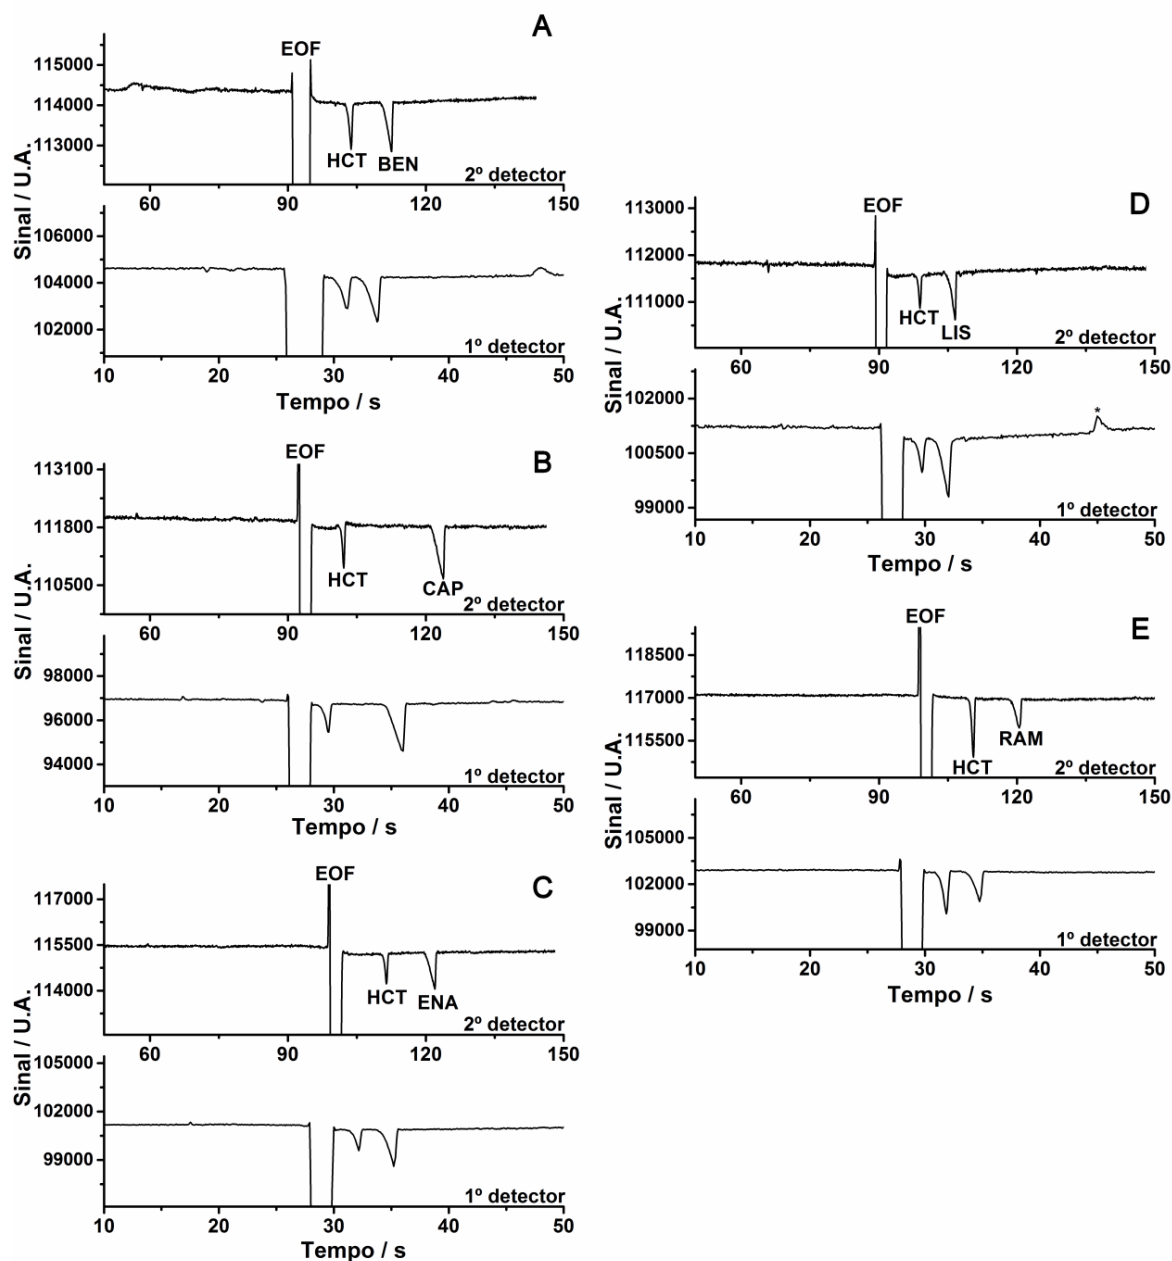 A
EOF
115000
114000
113000
HCT
BEN
2º detector
60
90
120
150
Sinal / U.A.
106000
104000
102000
1º detector
10
20
30
40
50
Tempo / s
B
EOF
113100
111800
110500
HCT
CAP
2º detector
60
90
120
150
Sinal / U.A.
98000
96000
94000
1º detector
10
20
30
40
50
Tempo / s
C
EOF
117000
115500
114000
HCT
ENA
2º detector
60
90
120
150
Sinal / U.A.
105000
102000
99000
1º detector
10
20
30
40
50
Tempo / s
D
EOF
113000
112000
111000
HCT
LIS
2º detector
60
90
120
150
Sinal / U.A.
102000
100500
99000
*
1º detector
10
20
30
40
50
Tempo / s
E
EOF
118500
117000
115500
HCT
RAM
2º detector
60
90
120
150
Sinal / U.A.
105000
102000
99000
1º detector
10
20
30
40
50
Tempo / s